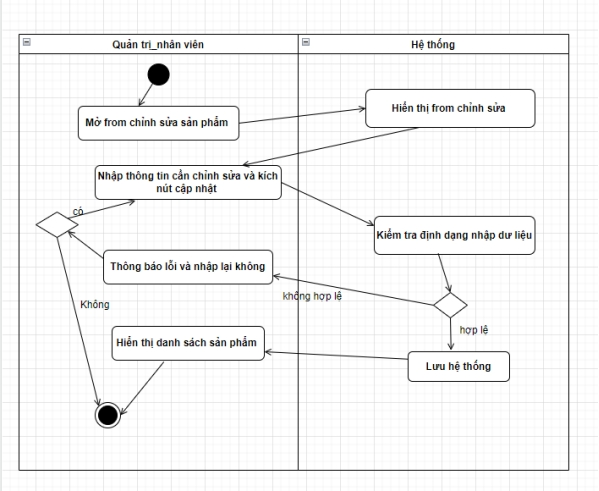 Quản trị_nhân viên
Hệ thống
Mở from chỉnh sửa sản phẩm
Hiển thị from chỉnh sửa
Nhập thông tin cần chỉnh sửa và kích
nút cập nhật
có
Kiểm tra định dạng nhập dư liệu
Thông báo lỗi và nhập lại không
không hợp lệ
Không
hợp lệ
Hiển thị danh sách sản phẩm
Lưu hệ thống